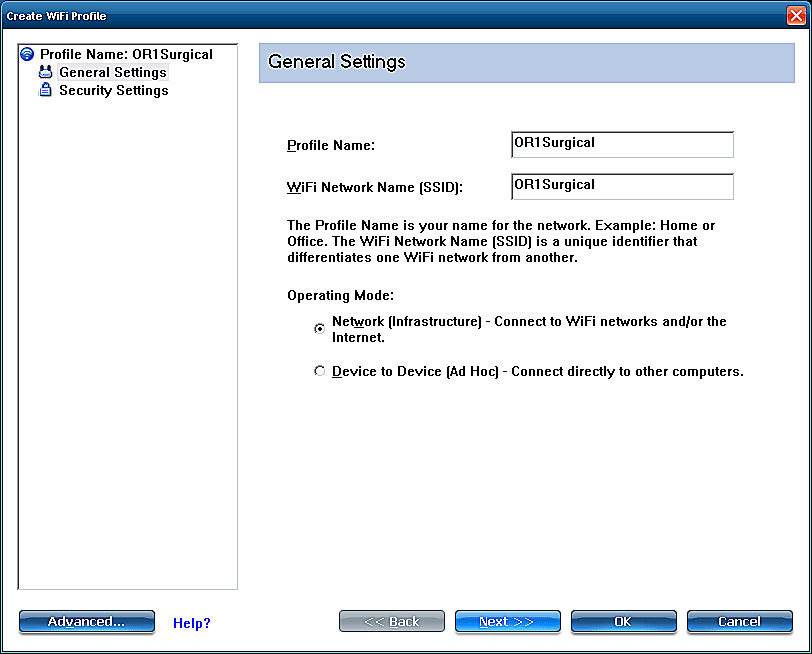 Create WiFi Profile
Profile Name: OR1Surgical
General Settings
Security Settings
General Settings
Profile Name:
OR1Surgical
WiFi Network Name (SSID):
OR1Surgical
The Profile Name is your name for the network. Example: Home or
Office. The WiFi Network Name (SSID) is a unique identifier that
differentiates one WiFi network from another.
Operating Mode:
Network (Infrastructure) - Connect to WiFi networks and/or the
Internet.
Device to Device (Ad Hoc) - Connect directly to other computers.
Advanced...
Help?
<< Back
Next >>
OK
Cancel